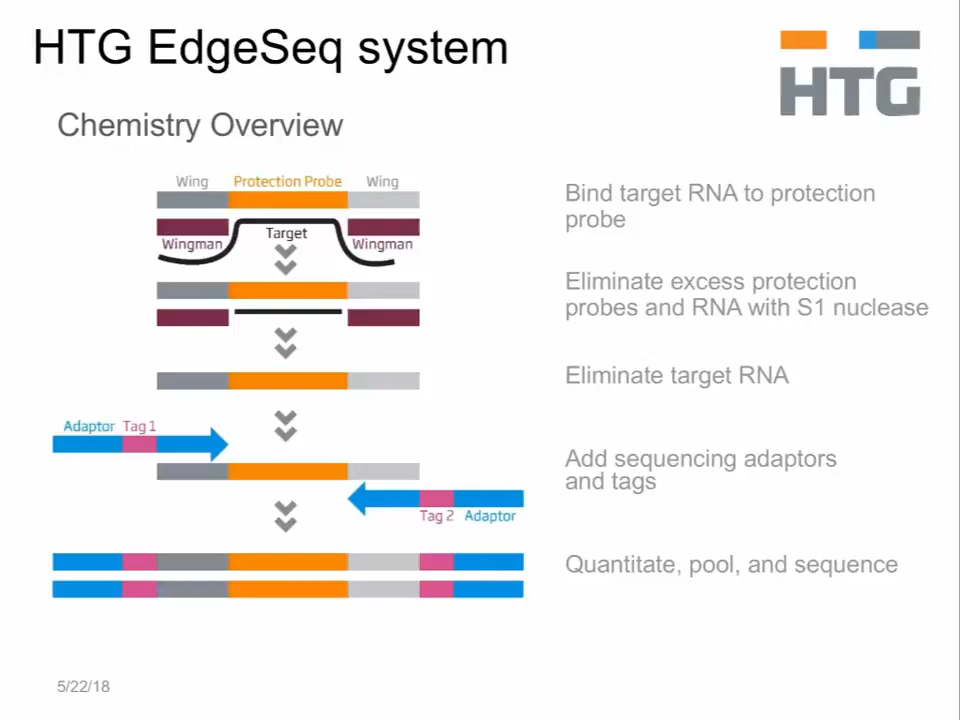 HTG EdgeSeq system
HTG
Chemistry Overview
Wing
Protection Probe
Wing
Wingman
Target
Wingman
Bind target RNA to protection
probe
Eliminate excess protection
probes and RNA with S1 nuclease
Eliminate target RNA
Adaptor
Tag 1
Add sequencing adaptors
and tags
Tag 2
Adaptor
Quantitate, pool, and sequence
5/22/18